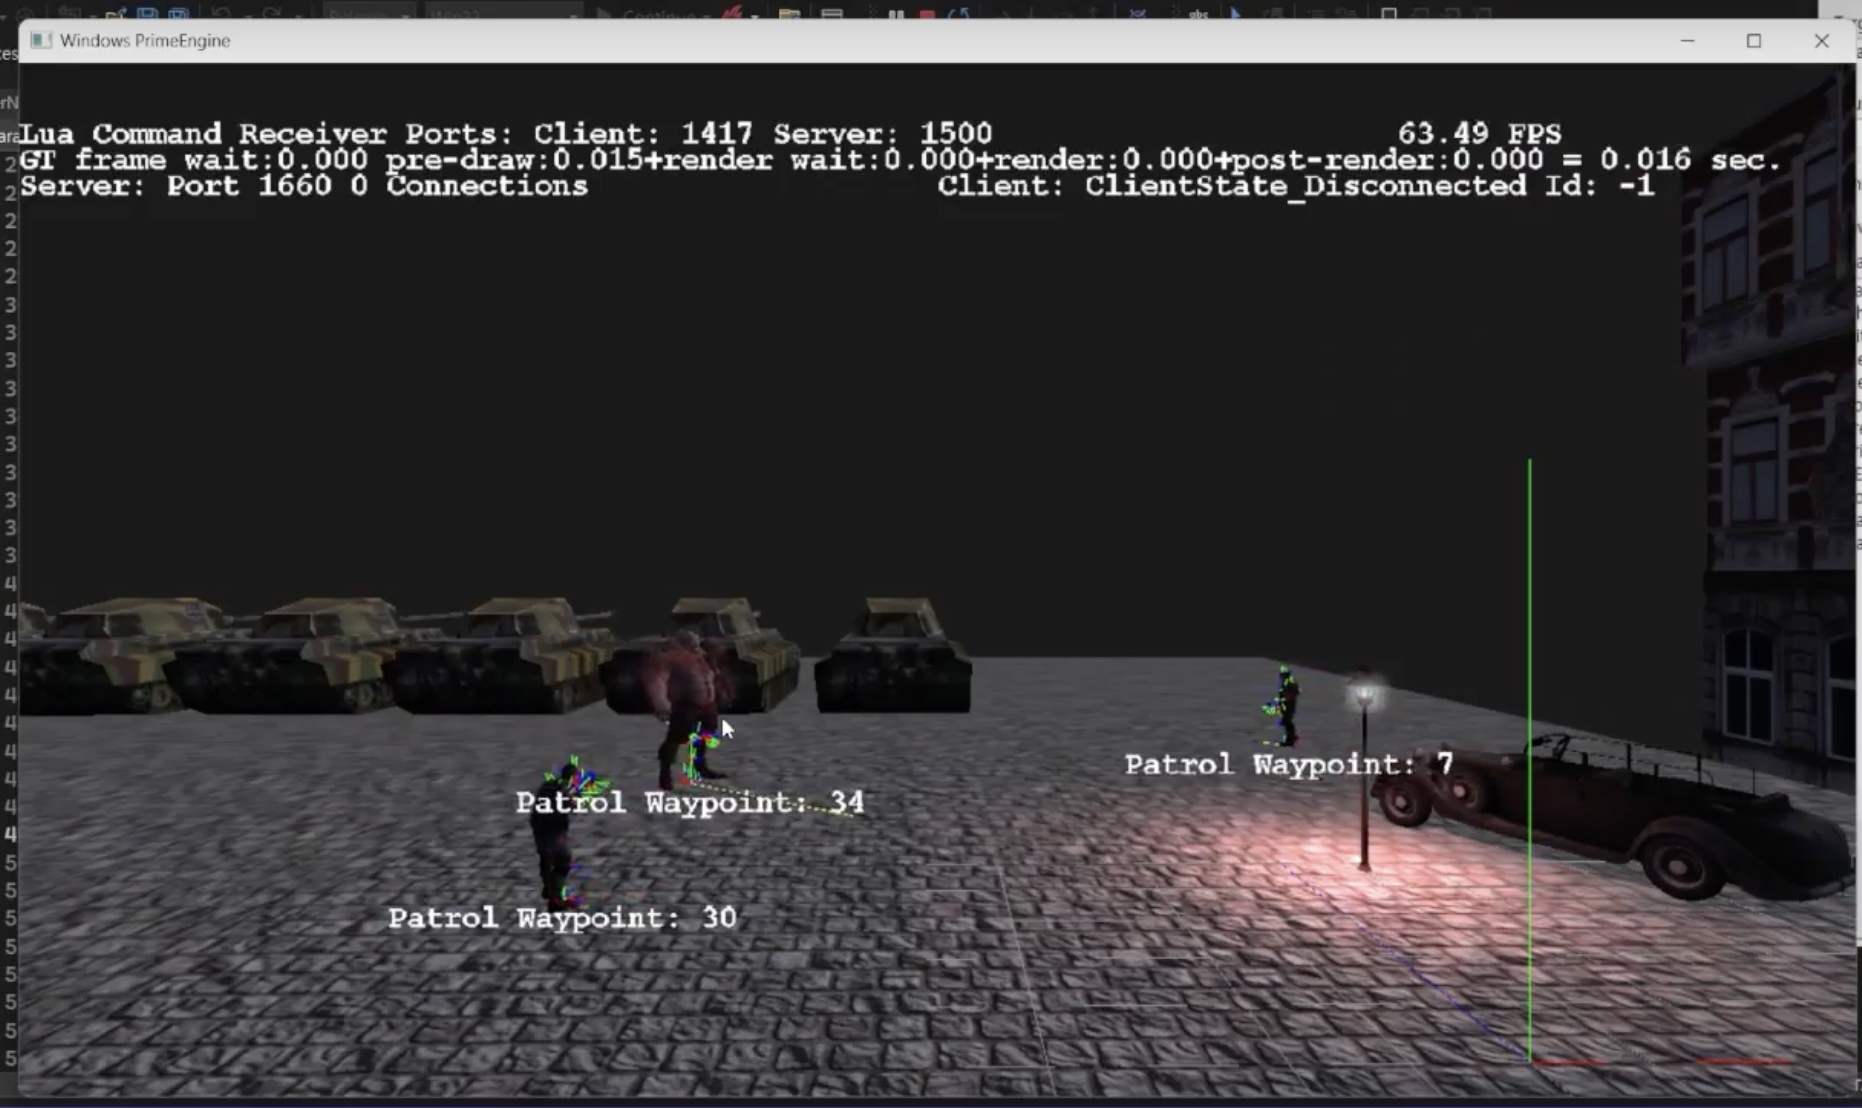 Continue
Windows PrimeEngine
Lua Command Receiver Ports: Client: 1417 Server: 1500 63.49 FPS
GT frame wait:0.000 pre-draw:0.015+render wait:0.000+render:0.000+post-render:0.000 = 0.016 sec.
Server: Port 1660 0 Connections Client: ClientState_Disconnected Id: -1
Patrol Waypoint: 7
Patrol Waypoint: 34
Patrol Waypoint: 30